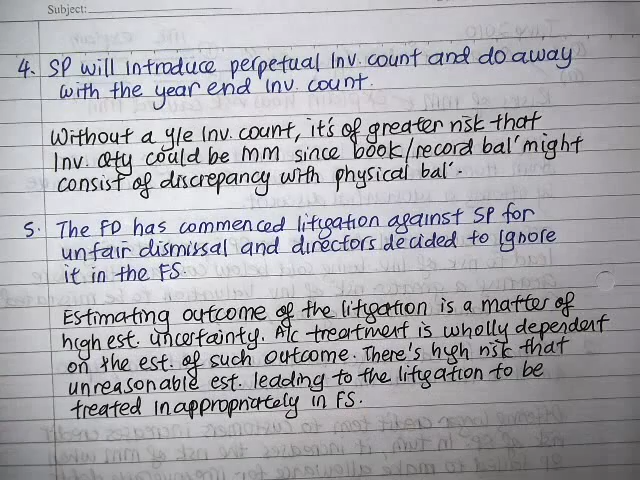 Subject:
4. SP will introduce perpetual Inv. count and do away
with the year end Inv. count.
Without a y/e Inv. count, it's of greater risk that
Inv. qty could be MM since book/record bal' might
consist of discrepancy with physical bal'.
5. The FD has commenced litigation against SP for
unfair dismissal and directors decided to ignore
it in the FS.
Estimating outcome of the litigation is a matter of
high est. uncertainty. A/c treatment is wholly dependent
on the est. of such outcome. There's high risk that
unreasonable est. leading to the litigation to be
treated inappropriately in FS.